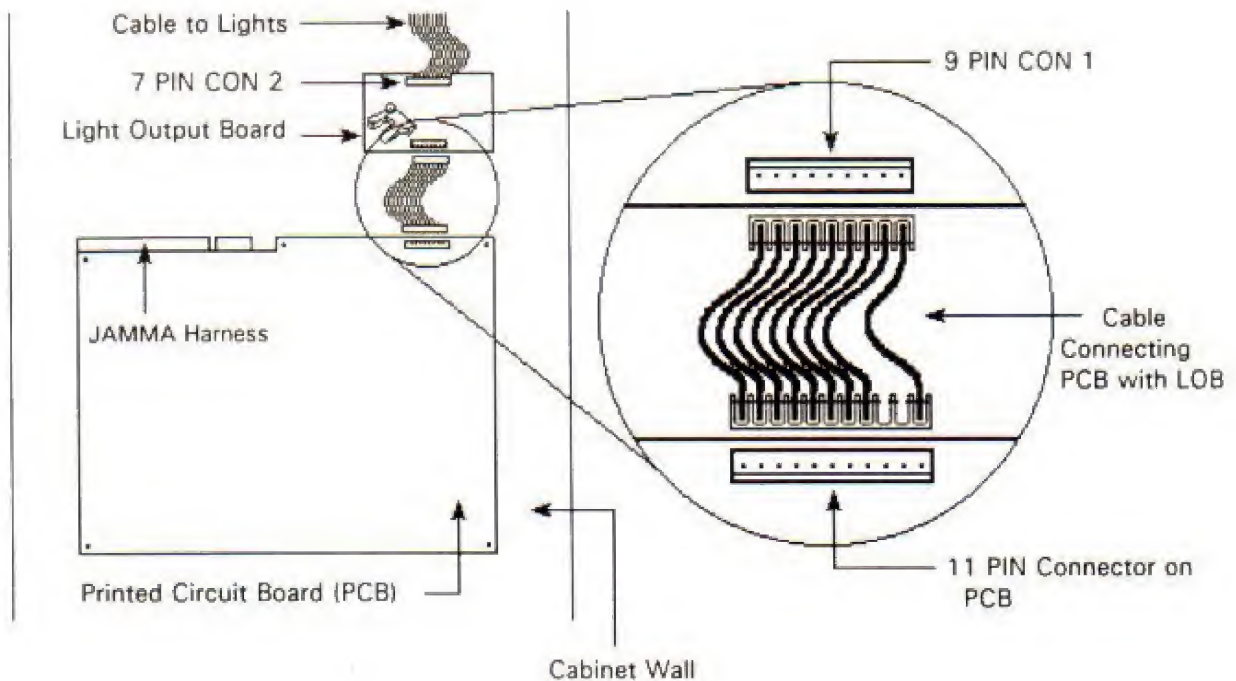 Cable to Lights
7 PIN CON 2
Light Output Board
JAMMA Harness
Printed Circuit Board (PCB)
Cabinet Wall
9 PIN CON 1
Cable
Connecting
PCB with LOB
11 PIN Connector on
PCB